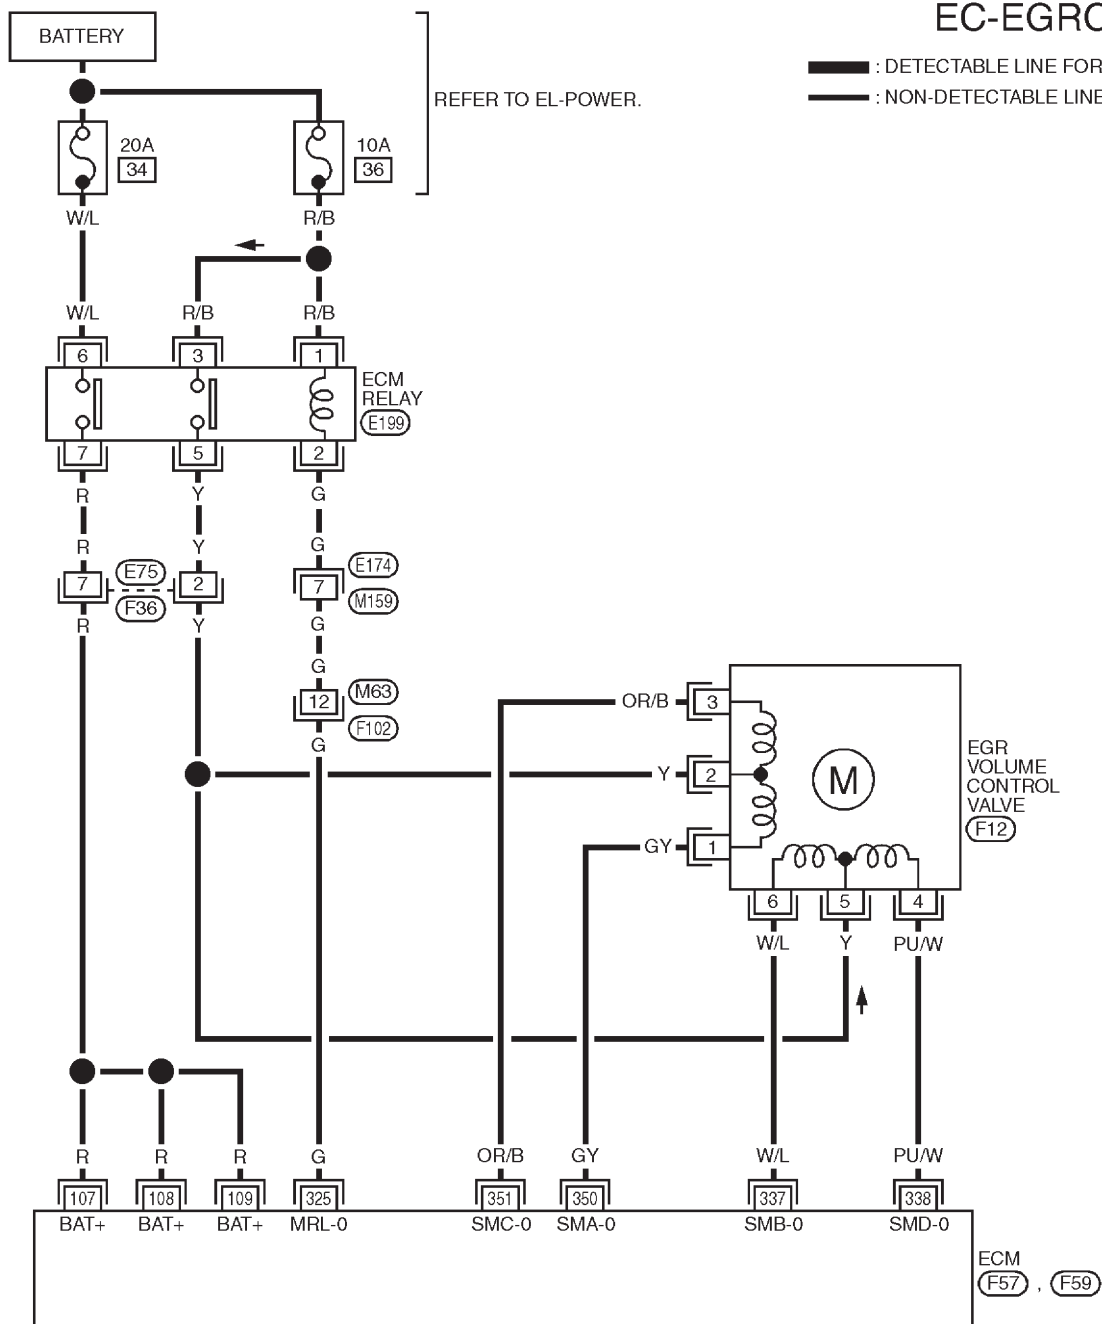 EC-EGRC
BATTERY
: DETECTABLE LINE FOR
: NON-DETECTABLE LINE
REFER TO EL-POWER.
20A
34
10A
36
W/L
R/B
W/L
R/B
R/B
6
3
1
ECM
RELAY
E199
7
5
2
R
Y
G
R
Y
G
7
E75
F36
2
E174
7
M159
R
Y
G
G
12
M63
F102
G
OR/B
3
Y
2
GY
1
M
EGR
VOLUME
CONTROL
VALVE
F12
6
5
4
W/L
Y
PU/W
R
R
R
G
OR/B
GY
W/L
PU/W
107
108
109
325
351
350
337
338
BAT+
BAT+
BAT+
MRL-0
SMC-0
SMA-0
SMB-0
SMD-0
ECM
F57 , F59